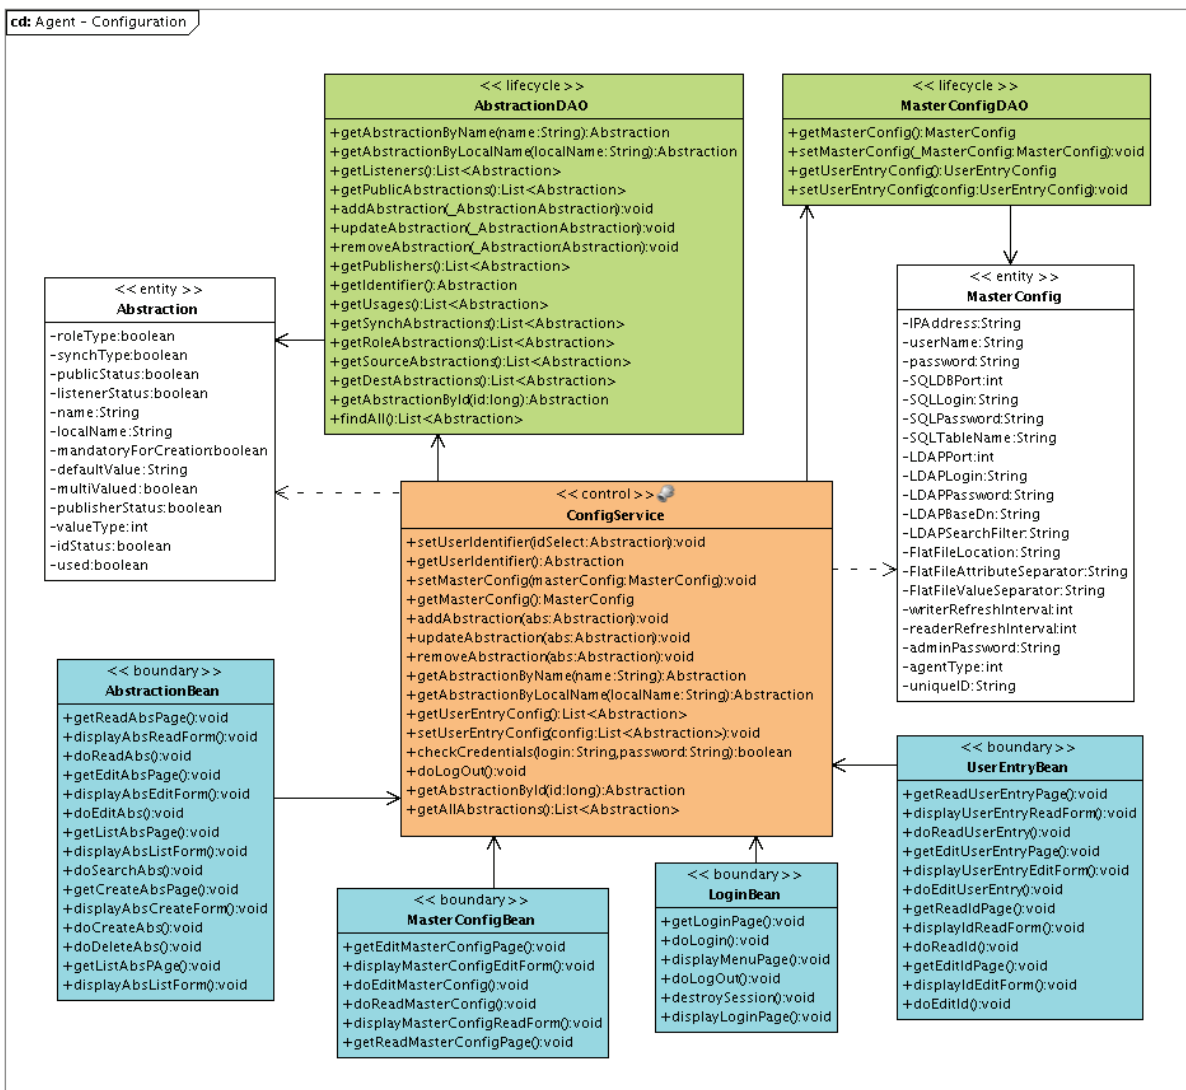 cd: Agent - Configuration
<< lifecycle >>
AbstractionDAO
+getAbstractionByName(name:String):Abstraction
+getAbstractionByLocalName(localName:String):Abstraction
+getListeners():List<Abstraction>
+getPublicAbstractions():List<Abstraction>
+addAbstraction(_Abstraction:Abstraction):void
+updateAbstraction(_Abstraction:Abstraction):void
+removeAbstraction(_Abstraction:Abstraction):void
+getPublishers():List<Abstraction>
+getIdentifier():Abstraction
+getUsages():List<Abstraction>
+getSynchAbstractions():List<Abstraction>
+getRoleAbstractions():List<Abstraction>
+getSourceAbstractions():List<Abstraction>
+getDestAbstractions():List<Abstraction>
+getAbstractionById(id:long):Abstraction
+findAll():List<Abstraction>
<< lifecycle >>
MasterConfigDAO
+getMasterConfig():MasterConfig
+setMasterConfig(_MasterConfig:MasterConfig):void
+getUserEntryConfig():UserEntryConfig
+setUserEntryConfig(config:UserEntryConfig):void
<< entity >>
Abstraction
-roleType:boolean
-synchType:boolean
-publicStatus:boolean
-listenerStatus:boolean
-name:String
-localName:String
-mandatoryForCreation:boolean
-defaultValue:String
-multiValued:boolean
-publisherStatus:boolean
-valueType:int
-idStatus:boolean
-used:boolean
<< entity >>
MasterConfig
-IPAddress:String
-userName:String
-password:String
-SQLDBPort:int
-SQLLogin:String
-SQLPassword:String
-SQLTableName:String
-LDAPPort:int
-LDAPLogin:String
-LDAPPassword:String
-LDAPBaseDn:String
-LDAPSearchFilter:String
-FlatFileLocation:String
-FlatFileAttributeSeparator:String
-FlatFileValueSeparator:String
-writerRefreshInterval:int
-readerRefreshInterval:int
-adminPassword:String
-agentType:int
-uniqueID:String
<< control >>
ConfigService
+setUserIdentifier(idSelect:Abstraction):void
+getUserIdentifier():Abstraction
+setMasterConfig(masterConfig:MasterConfig):void
+getMasterConfig():MasterConfig
+addAbstraction(abs:Abstraction):void
+updateAbstraction(abs:Abstraction):void
+removeAbstraction(abs:Abstraction):void
+getAbstractionByName(name:String):Abstraction
+getAbstractionByLocalName(localName:String):Abstraction
+getUserEntryConfig():List<Abstraction>
+setUserEntryConfig(config:List<Abstraction>):void
+checkCredentials(login:String,password:String):boolean
+doLogOut():void
+getAbstractionById(id:long):Abstraction
+getAllAbstractions():List<Abstraction>
<< boundary >>
AbstractionBean
+getReadAbsPage():void
+displayAbsReadForm():void
+doReadAbs():void
+getEditAbsPage():void
+displayAbsEditForm():void
+doEditAbs():void
+getListAbsPage():void
+displayAbsListForm():void
+doSearchAbs():void
+getCreateAbsPage():void
+displayAbsCreateForm():void
+doCreateAbs():void
+doDeleteAbs():void
+getListAbsPAge():void
+displayAbsListForm():void
<< boundary >>
MasterConfigBean
+getEditMasterConfigPage():void
+displayMasterConfigEditForm():void
+doEditMasterConfig():void
+doReadMasterConfig():void
+displayMasterConfigReadForm():void
+getReadMasterConfigPage():void
<< boundary >>
LoginBean
+getLoginPage():void
+doLogin():void
+displayMenuPage():void
+doLogOut():void
+destroySession():void
+displayLoginPage():void
<< boundary >>
UserEntryBean
+getReadUserEntryPage():void
+displayUserEntryReadForm():void
+doReadUserEntry():void
+getEditUserEntryPage():void
+displayUserEntryEditForm():void
+doEditUserEntry():void
+getReadIdPage():void
+displayIdReadForm():void
+doReadId():void
+getEditIdPage():void
+displayIdEditForm():void
+doEditId():void